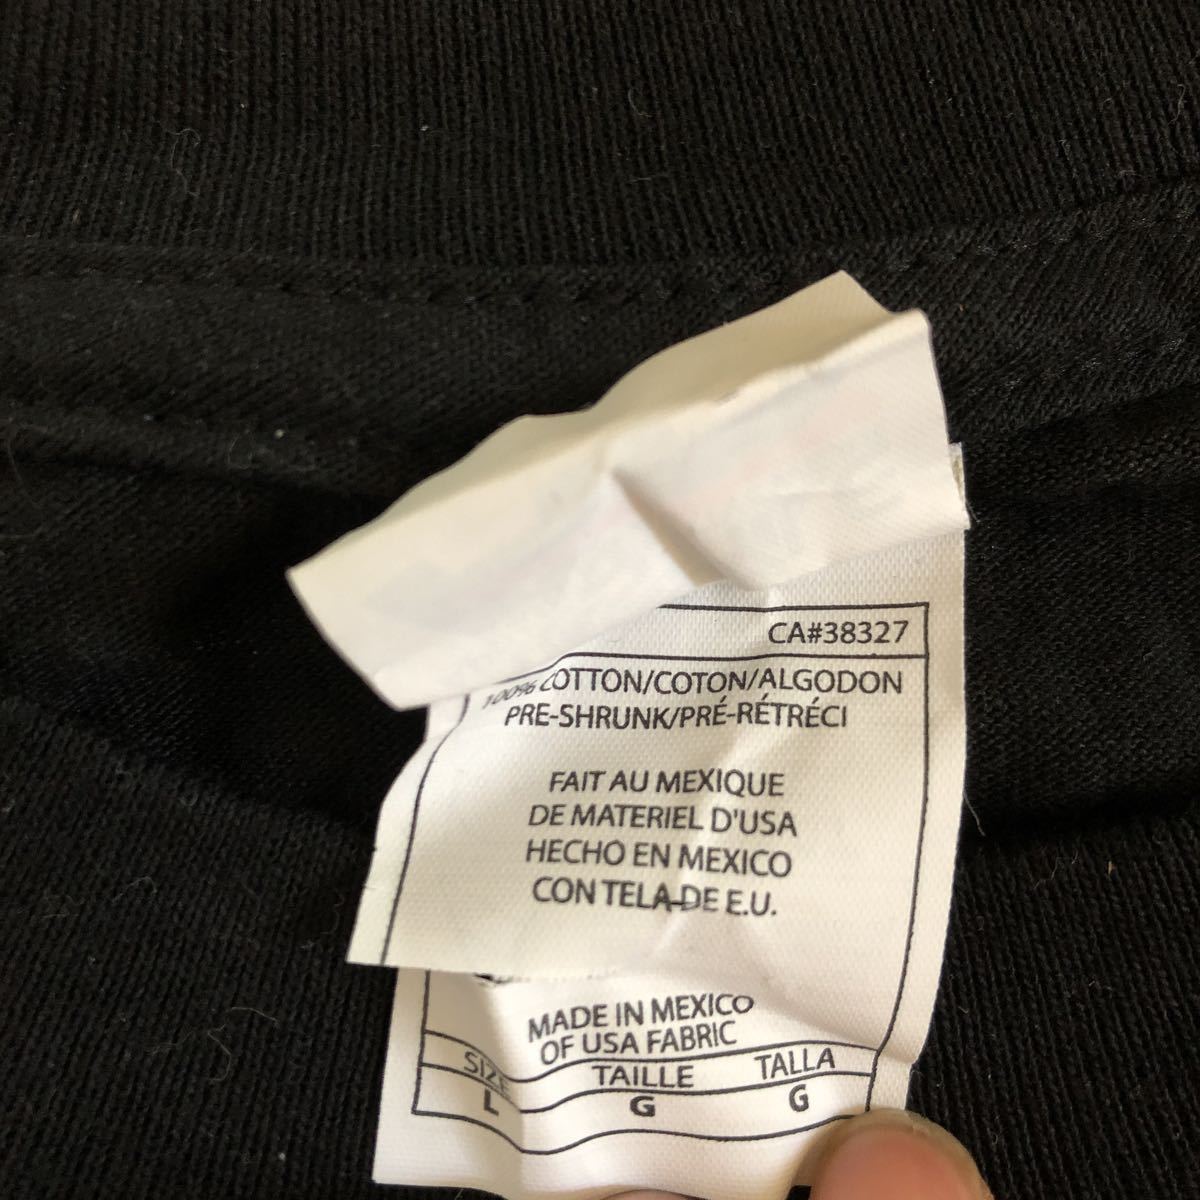 CA#38327
100% COTTON/COTON/ALGODON
PRE-SHRUNK/PRÉ-RÉTRÉCI
FAIT AU MEXIQUE
DE MATERIEL D'USA
HECHO EN MEXICO
CON TELA DE E.U.
MADE IN MEXICO
OF USA FABRIC
SIZE TAILLE TALLA
L G G